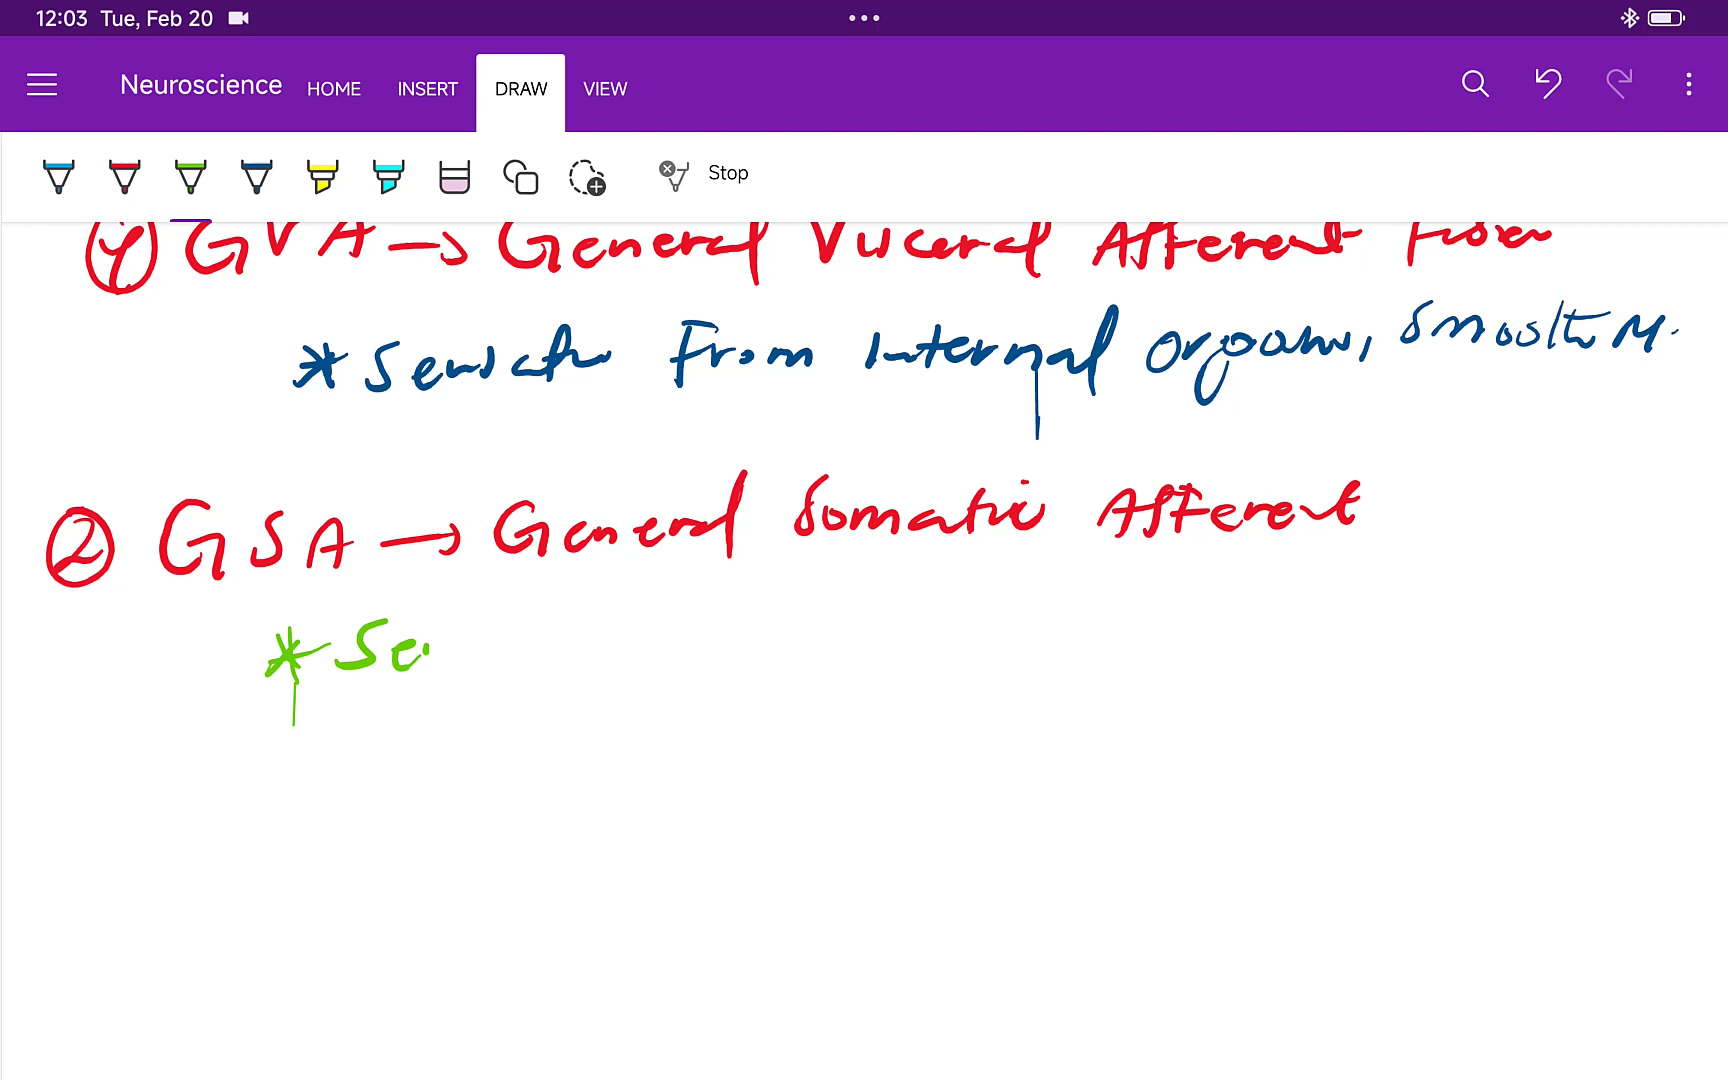 12:03 Tue, Feb 20
Neuroscience HOME INSERT DRAW VIEW
Stop
GVA → General Visceral Afferent Fiber
* Sensation From Internal Organs, Smooth M.
② GSA → General Somatic Afferent
* Se